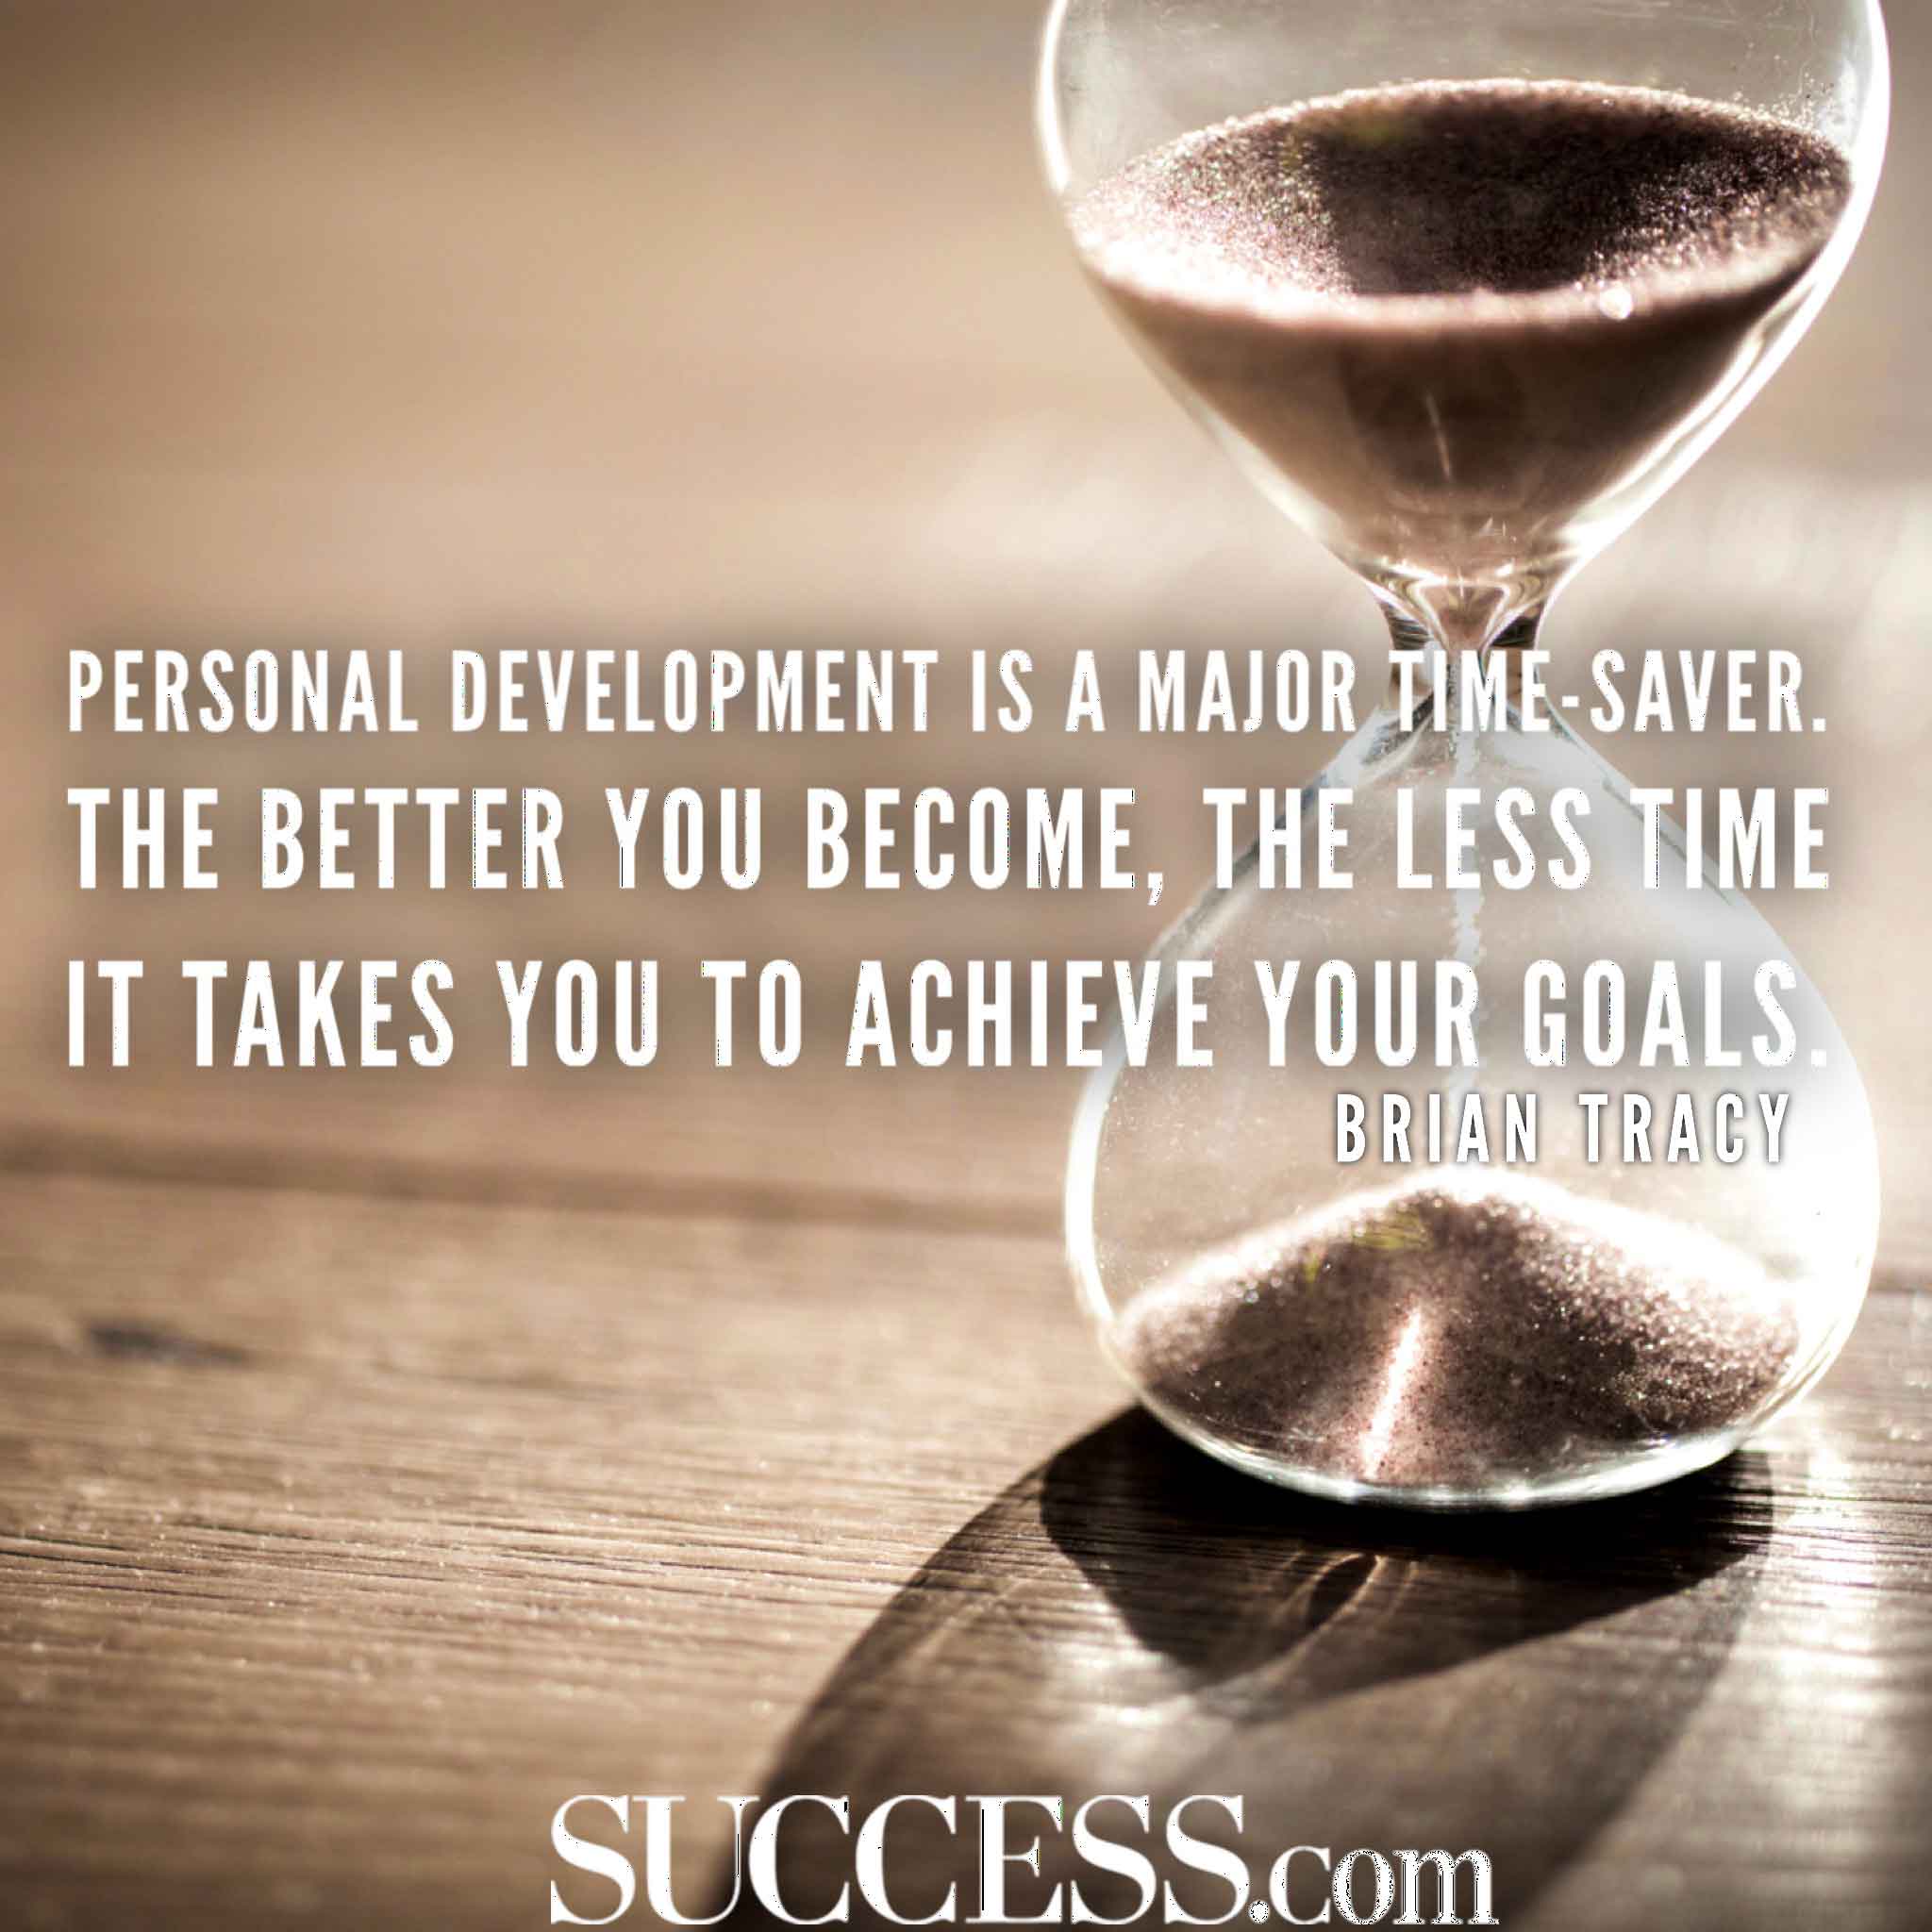 PERSONAL DEVELOPMENT IS A MAJOR TIME-SAVER.
THE BETTER YOU BECOME, THE LESS TIME
IT TAKES YOU TO ACHIEVE YOUR GOALS.
BRIAN TRACY
SUCCESS.com